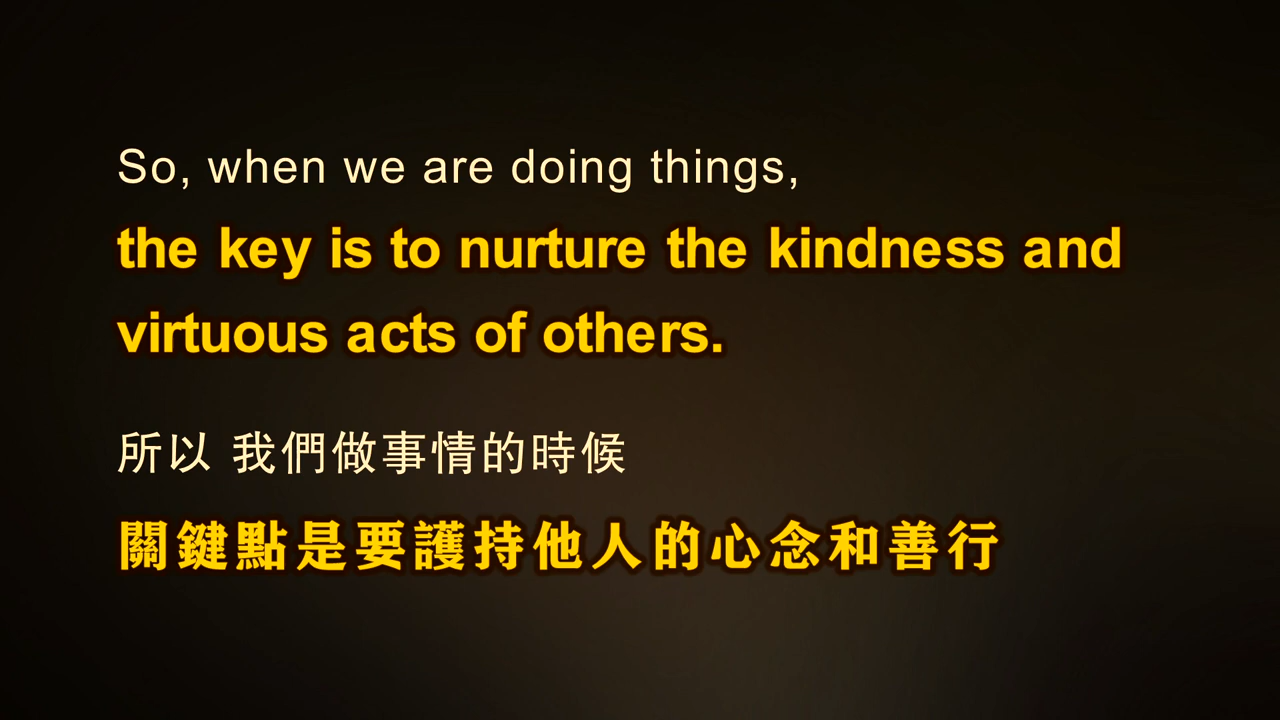 So, when we are doing things,
the key is to nurture the kindness and
virtuous acts of others.
所以 我們做事情的時候
關鍵點是要護持他人的心念和善行